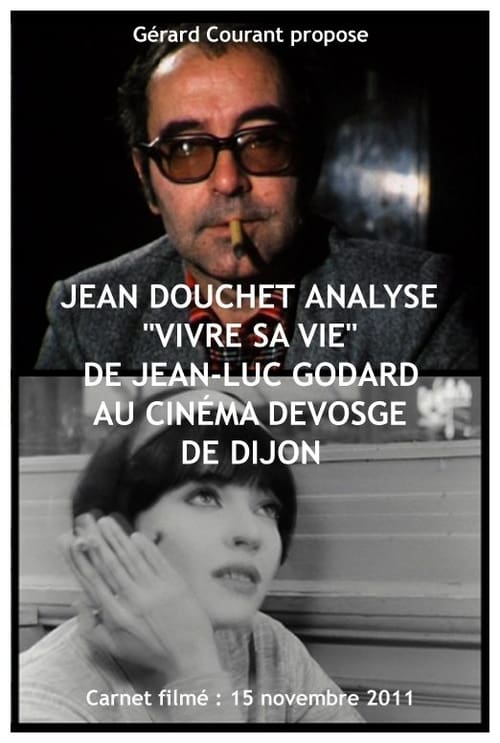 Gérard Courant propose
JEAN DOUCHET ANALYSE
"VIVRE SA VIE"
DE JEAN-LUC GODARD
AU CINÉMA DEVOSGE
DE DIJON
Carnet filmé : 15 novembre 2011